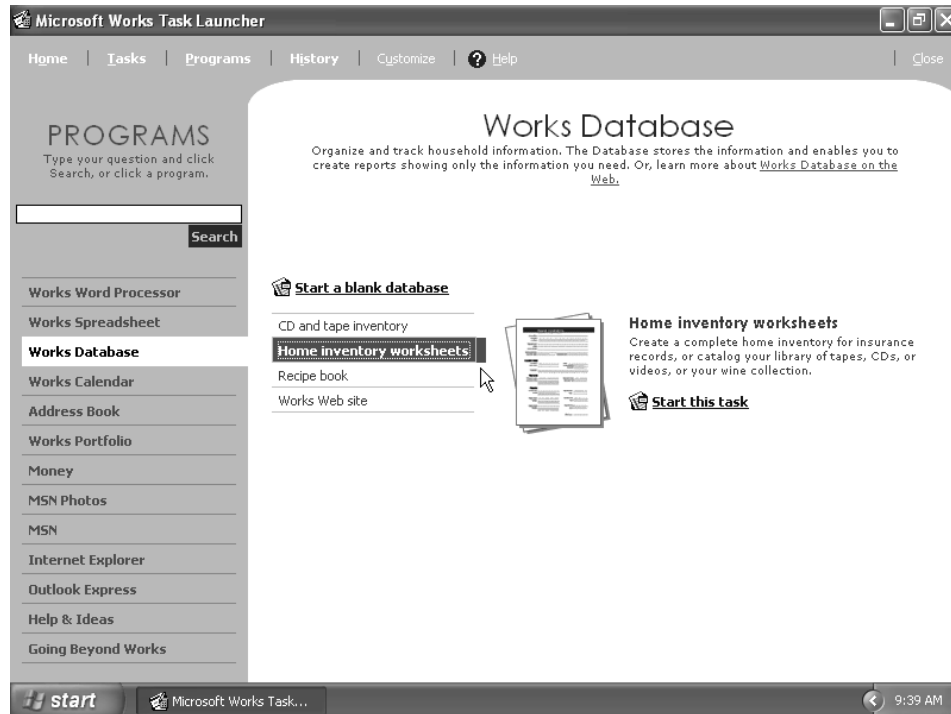 Microsoft Works Task Launcher
Home | Tasks | Programs | History | Customize | ? Help | Close
PROGRAMS
Type your question and click
Search, or click a program.
Search
Works Word Processor
Works Spreadsheet
Works Database
Works Calendar
Address Book
Works Portfolio
Money
MSN Photos
MSN
Internet Explorer
Outlook Express
Help & Ideas
Going Beyond Works
Works Database
Organize and track household information. The Database stores the information and enables you to
create reports showing only the information you need. Or, learn more about Works Database on the
Web.
Start a blank database
CD and tape inventory
Home inventory worksheets
Recipe book
Works Web site
Home inventory worksheets
Create a complete home inventory for insurance
records, or catalog your library of tapes, CDs, or
videos, or your wine collection.
Start this task
start
Microsoft Works Task...
9:39 AM